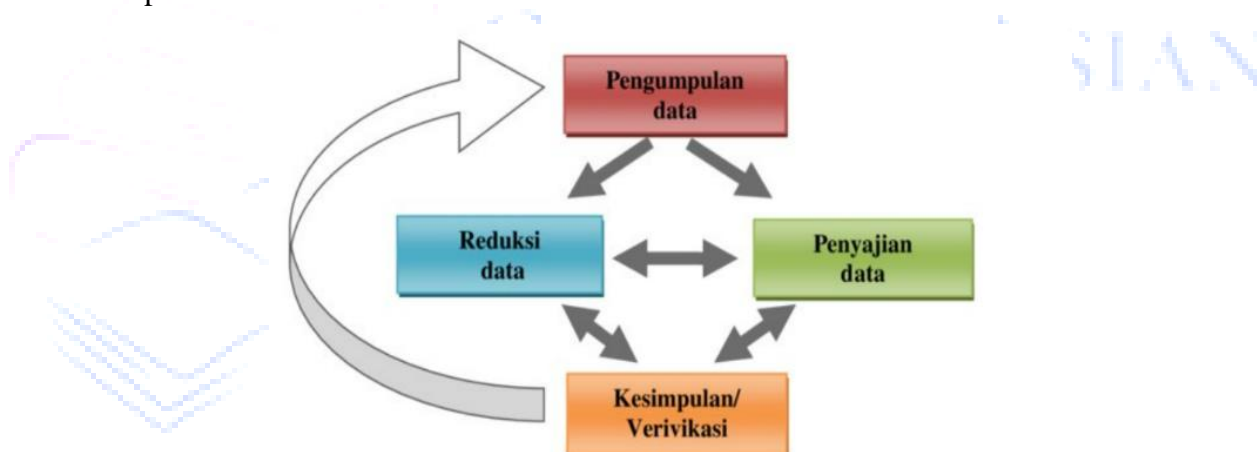 Pengumpulan
data
Reduksi
data
Penyajian
data
Kesimpulan/
Verivikasi